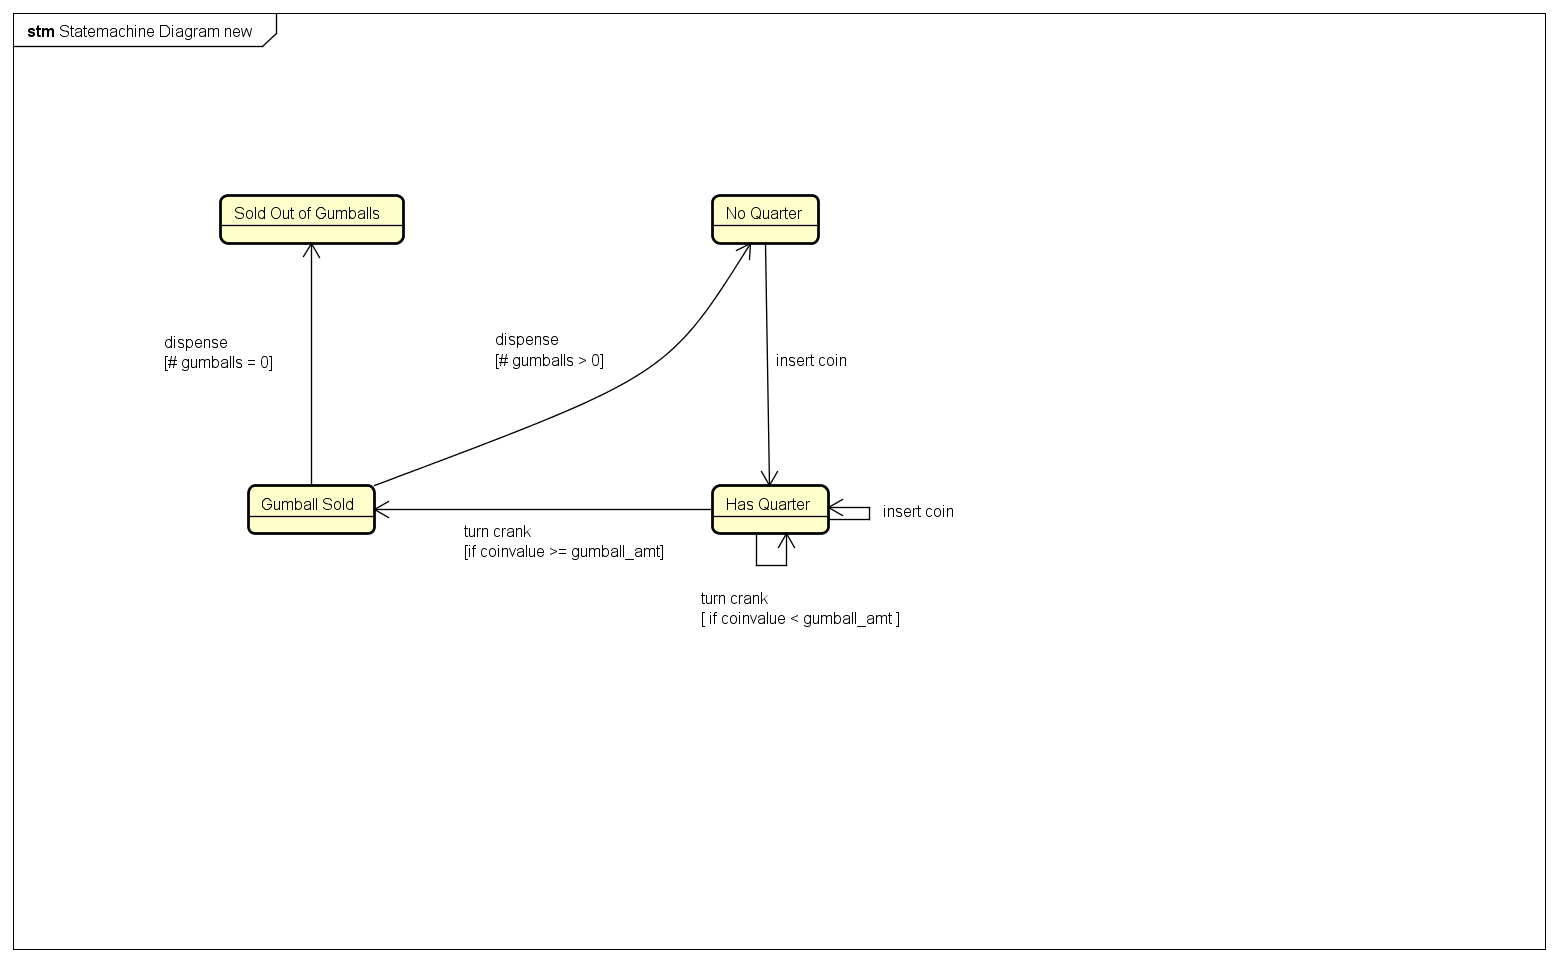 stm Statemachine Diagram new
Sold Out of Gumballs
No Quarter
dispense
[# gumballs = 0]
dispense
[# gumballs > 0]
insert coin
Gumball Sold
Has Quarter
insert coin
turn crank
[if coinvalue >= gumball_amt]
turn crank
[ if coinvalue < gumball_amt ]